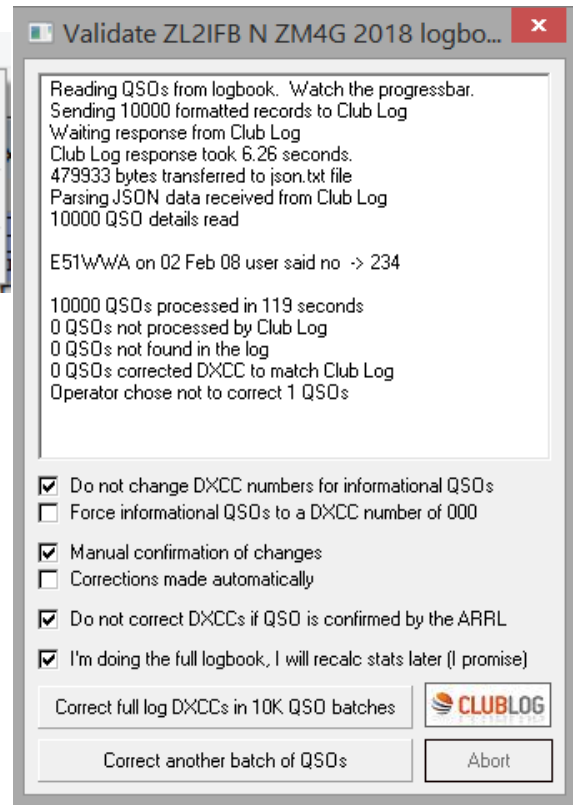 Validate ZL2IFB N ZM4G 2018 logbo...
Reading QSOs from logbook. Watch the progressbar.
Sending 10000 formatted records to Club Log
Waiting response from Club Log
Club Log response took 6.26 seconds.
479933 bytes transferred to json.txt file
Parsing JSON data received from Club Log
10000 QSO details read
E51WWA on 02 Feb 08 user said no -> 234
10000 QSOs processed in 119 seconds
0 QSOs not processed by Club Log
0 QSOs not found in the log
0 QSOs corrected DXCC to match Club Log
Operator chose not to correct 1 QSOs
Do not change DXCC numbers for informational QSOs
Force informational QSOs to a DXCC number of 000
Manual confirmation of changes
Corrections made automatically
Do not correct DXCCs if QSO is confirmed by the ARRL
I'm doing the full logbook, I will recalc stats later (I promise)
Correct full log DXCCs in 10K QSO batches
CLUBLOG
Correct another batch of QSOs
Abort